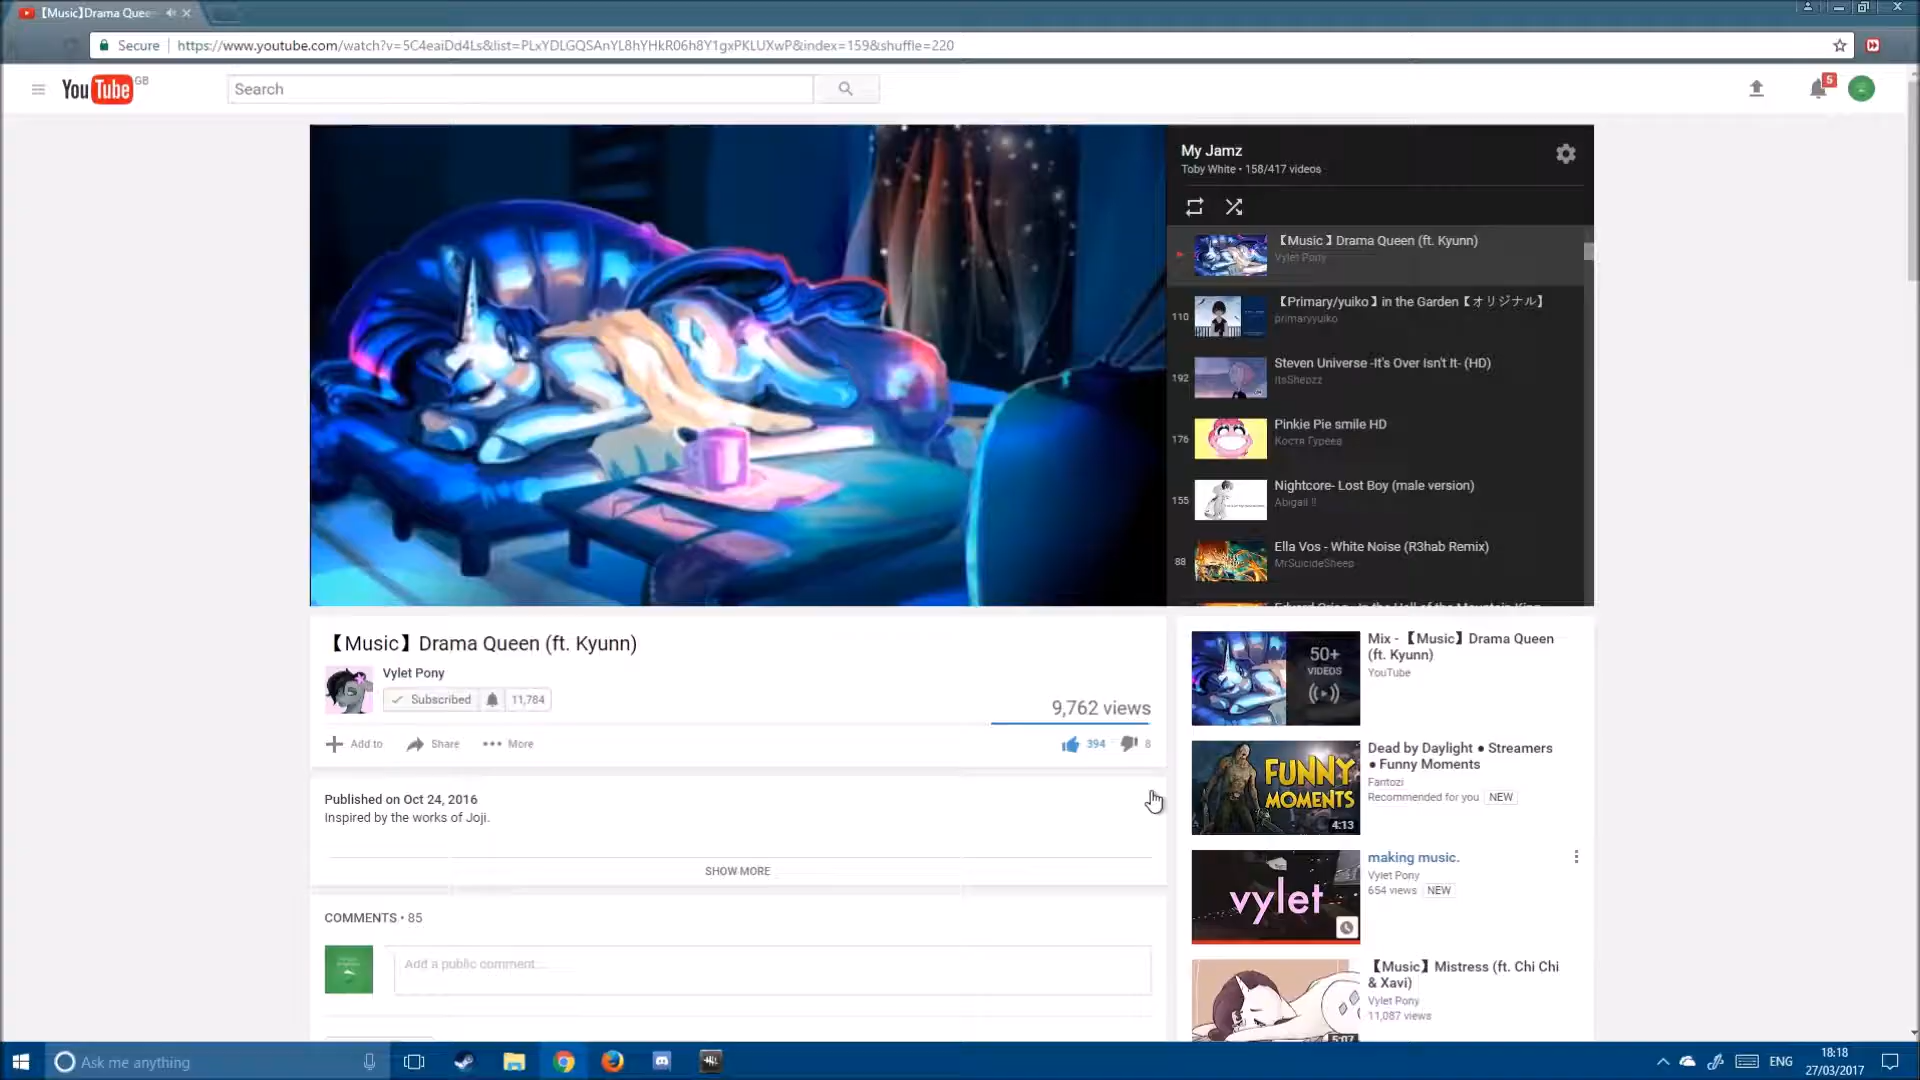 【Music】Drama Quee
Secure
https://www.youtube.com/watch?v=5C4eaiDd4Ls&list=PLxYDLGQSAnYL8hYHkR06h8Y1gxPKLUXwP&index=159&shuffle=220
YouTube GB
Search
5
My Jamz
Toby White • 158/417 videos
【Music】Drama Queen (ft. Kyunn)
Vylet Pony
110
【Primary/yuiko】in the Garden【オリジナル】
primaryyuiko
192
Steven Universe -It's Over Isn't It- (HD)
ItsSheozz
176
Pinkie Pie smile HD
Костя Гуреев
155
Nightcore- Lost Boy (male version)
Abigail !!
88
Ella Vos - White Noise (R3hab Remix)
MrSuicideSheep
【Music】Drama Queen (ft. Kyunn)
Vylet Pony
Subscribed
11,784
9,762 views
Add to
Share
More
394
8
Published on Oct 24, 2016
Inspired by the works of Joji.
SHOW MORE
COMMENTS • 85
Add a public comment...
50+
VIDEOS
Mix - 【Music】Drama Queen
(ft. Kyunn)
YouTube
FUNNY
MOMENTS
4:13
Dead by Daylight ● Streamers
● Funny Moments
Fantozi
Recommended for you NEW
vylet
making music.
Vylet Pony
654 views NEW
【Music】Mistress (ft. Chi Chi
& Xavi)
Vylet Pony
11,087 views
5:07
Ask me anything
ENG
18:18
27/03/2017